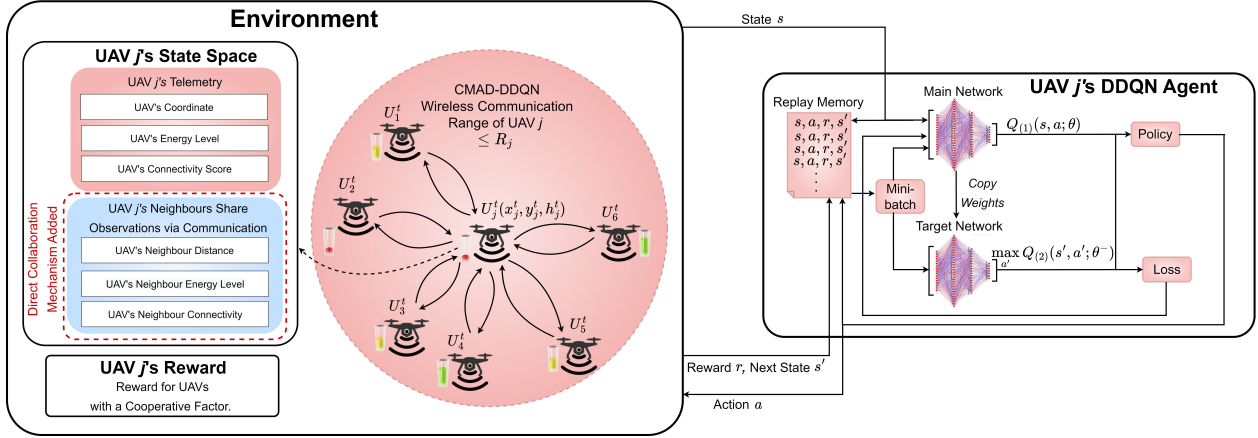 Environment
UAV j's State Space
UAV j's Telemetry
UAV's Coordinate
UAV's Energy Level
UAV's Connectivity Score
Direct Collaboration
Mechanism Added
UAV j's Neighbours Share
Observations via Communication
UAV's Neighbour Distance
UAV's Neighbour Energy Level
UAV's Neighbour Connectivity
UAV j's Reward
Reward for UAVs
with a Cooperative Factor.
CMAD-DDQN
Wireless Communication
Range of UAV j
≤ R_j
U_1^t
U_2^t
U_j^t(x_j^t, y_j^t, h_j^t)
U_6^t
U_3^t
U_4^t
U_5^t
State s
Reward r, Next State s′
Action a
UAV j's DDQN Agent
Replay Memory
s, a, r, s′
s, a, r, s′
s, a, r, s′
s, a, r, s′
Mini-
batch
Main Network
Q_(1)(s, a; θ)
Policy
Copy
Weights
Target Network
max_{a′} Q_(2)(s′, a′; θ⁻)
Loss